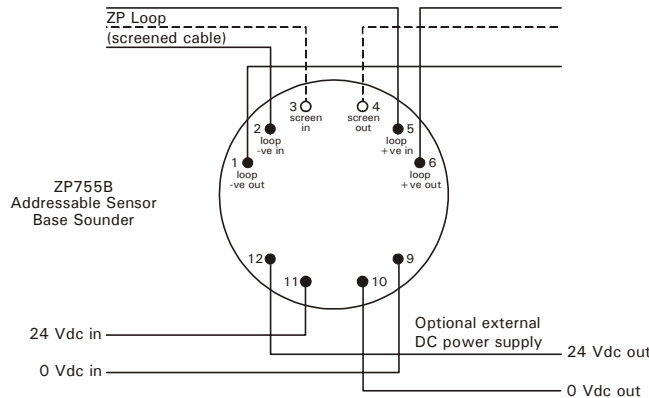 ZP Loop
(screened cable)
3
screen
in
4
screen
out
2
loop
-ve in
5
loop
+ve in
1
loop
-ve out
6
loop
+ve out
ZP755B
Addressable Sensor
Base Sounder
12
9
11
10
24 Vdc in
Optional external
DC power supply
24 Vdc out
0 Vdc in
0 Vdc out